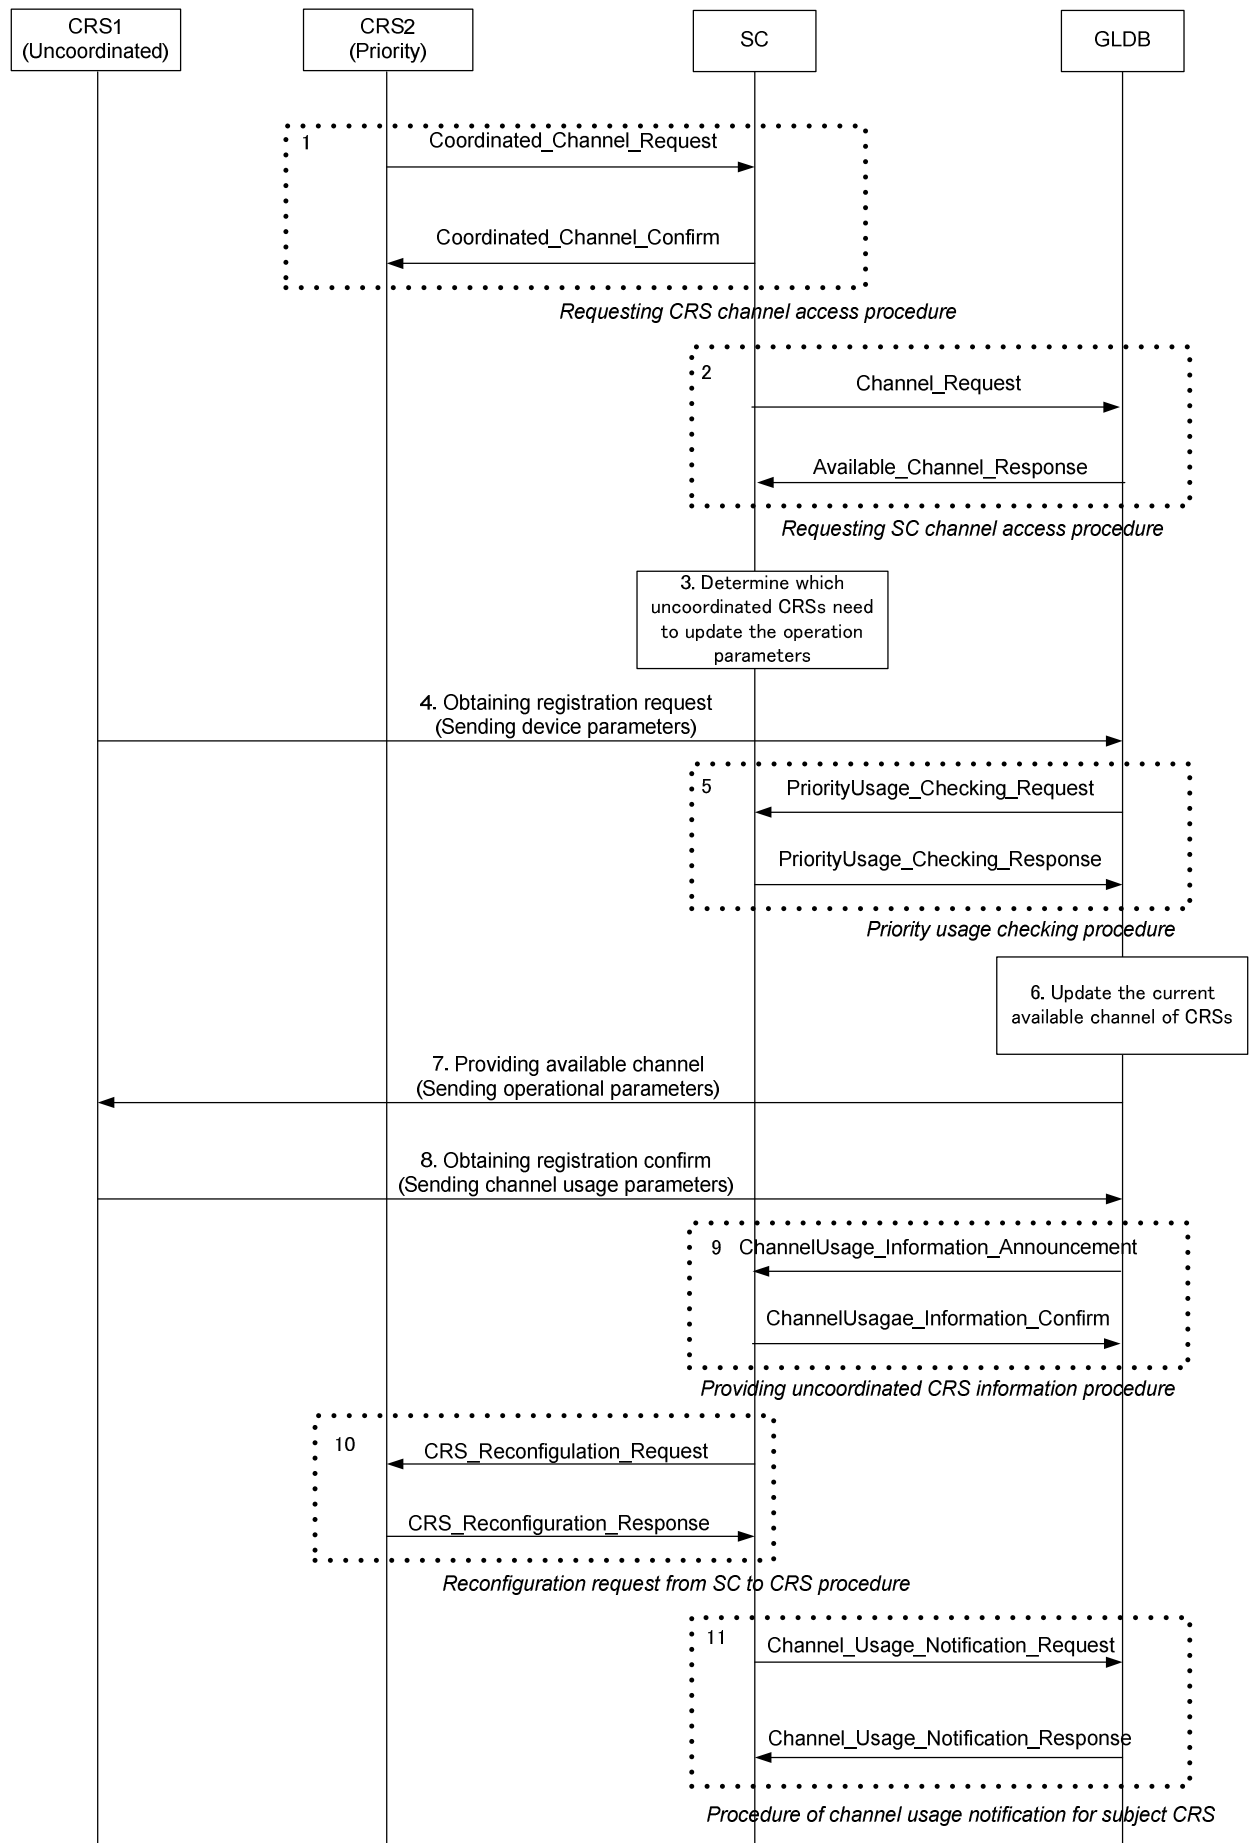 CRS1
(Uncoordinated)
CRS2
(Priority)
SC
GLDB
1
Coordinated_Channel_Request
Coordinated_Channel_Confirm
Requesting CRS channel access procedure
2
Channel_Request
Available_Channel_Response
Requesting SC channel access procedure
3. Determine which
uncoordinated CRSs need
to update the operation
parameters
4. Obtaining registration request
(Sending device parameters)
5
PriorityUsage_Checking_Request
PriorityUsage_Checking_Response
Priority usage checking procedure
6. Update the current
available channel of CRSs
7. Providing available channel
(Sending operational parameters)
8. Obtaining registration confirm
(Sending channel usage parameters)
9 ChannelUsage_Information_Announcement
ChannelUsagae_Information_Confirm
Providing uncoordinated CRS information procedure
10
CRS_Reconfigulation_Request
CRS_Reconfiguration_Response
Reconfiguration request from SC to CRS procedure
11
Channel_Usage_Notification_Request
Channel_Usage_Notification_Response
Procedure of channel usage notification for subject CRS